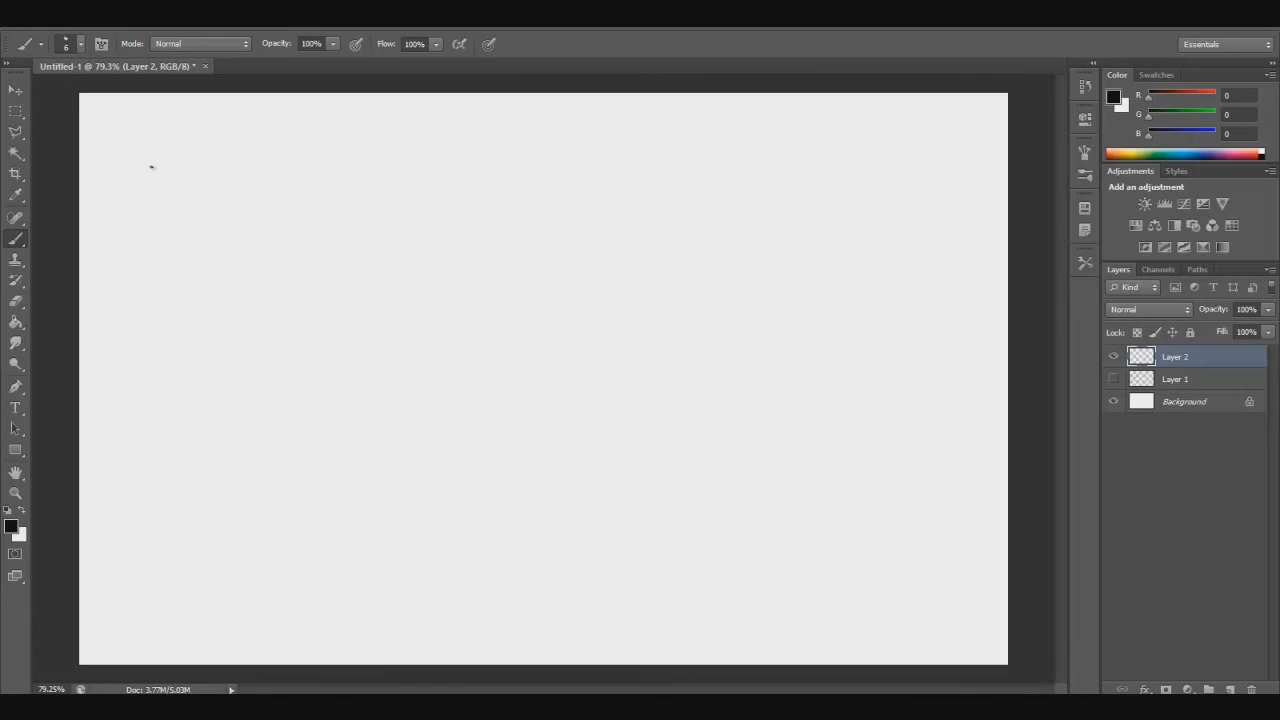 6 Mode: Normal Opacity: 100% Flow: 100% Essentials
Untitled-1 @ 79.3% (Layer 2, RGB/8) * ×
Color Swatches
R 0
G 0
B 0
Adjustments Styles
Add an adjustment
Layers Channels Paths
Kind
Normal Opacity: 100%
Lock: Fill: 100%
Layer 2
Layer 1
Background
79.25% Doc: 3.77M/5.03M